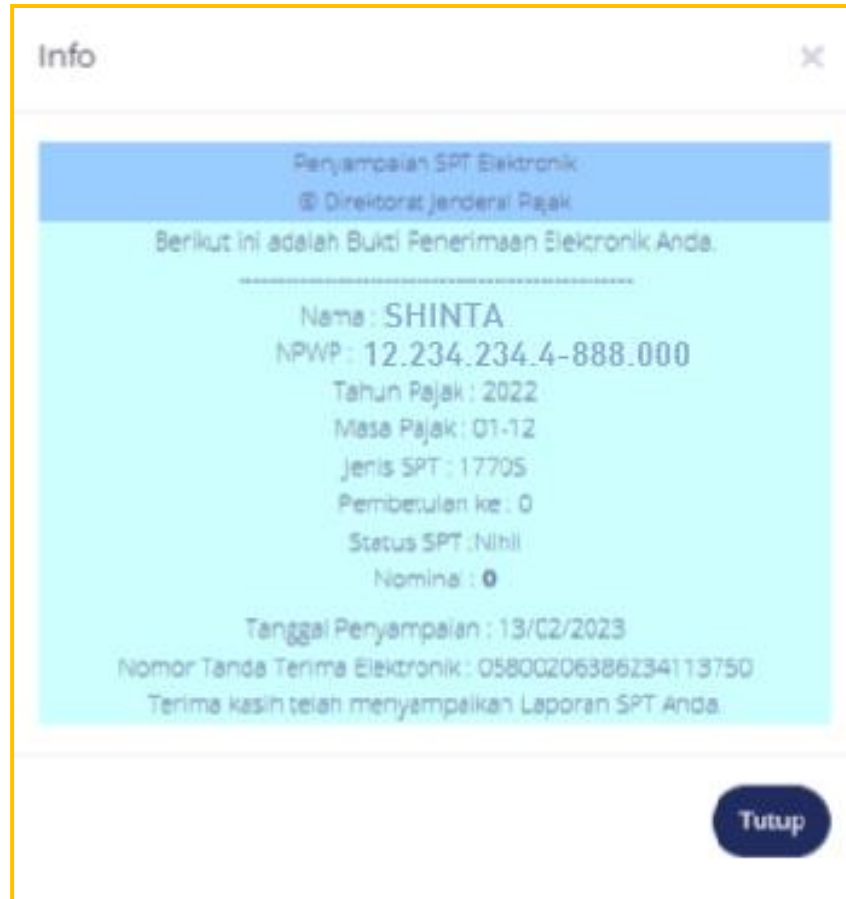 Info
Penyampaian SPT Elektronik
© Direktorat Jenderal Pajak
Berikut ini adalah Bukti Penerimaan Elektronik Anda.
--------------------------------------------------
Nama : SHINTA
NPWP : 12.234.234.4-888.000
Tahun Pajak : 2022
Masa Pajak : 01-12
Jenis SPT : 1770S
Pembetulan ke : 0
Status SPT :Nihil
Nominal : 0
Tanggal Penyampaian : 13/02/2023
Nomor Tanda Terima Elektronik : 05800206386234113750
Terima kasih telah menyampaikan Laporan SPT Anda.
Tutup